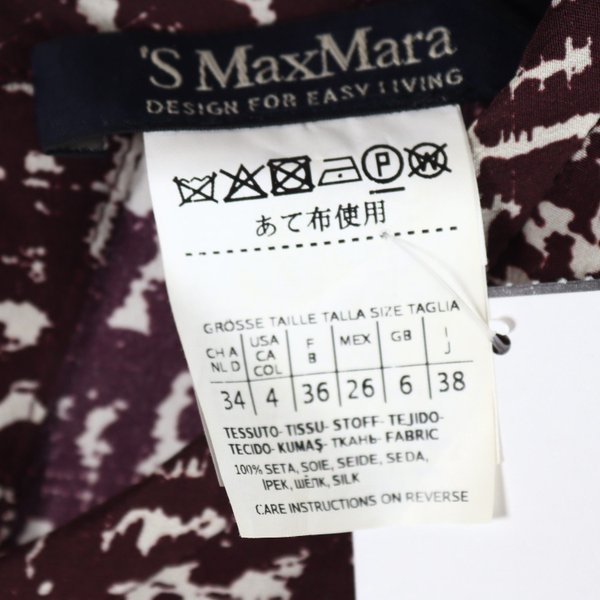 'S MaxMara
DESIGN FOR EASY LIVING
P W
あて布使用
GRÖSSE TAILLE TALLA SIZE TAGLIA
CH A NL D | USA CA COL | F B | MEX | GB | I J
34 | 4 | 36 | 26 | 6 | 38
TESSUTO- TISSU- STOFF- TEJIDO-
TECIDO- KUMAŞ- ТКАНЬ- FABRIC
100% SETA, SOIE, SEIDE, SEDA,
IPEK, ШЁЛК, SILK
CARE INSTRUCTIONS ON REVERSE